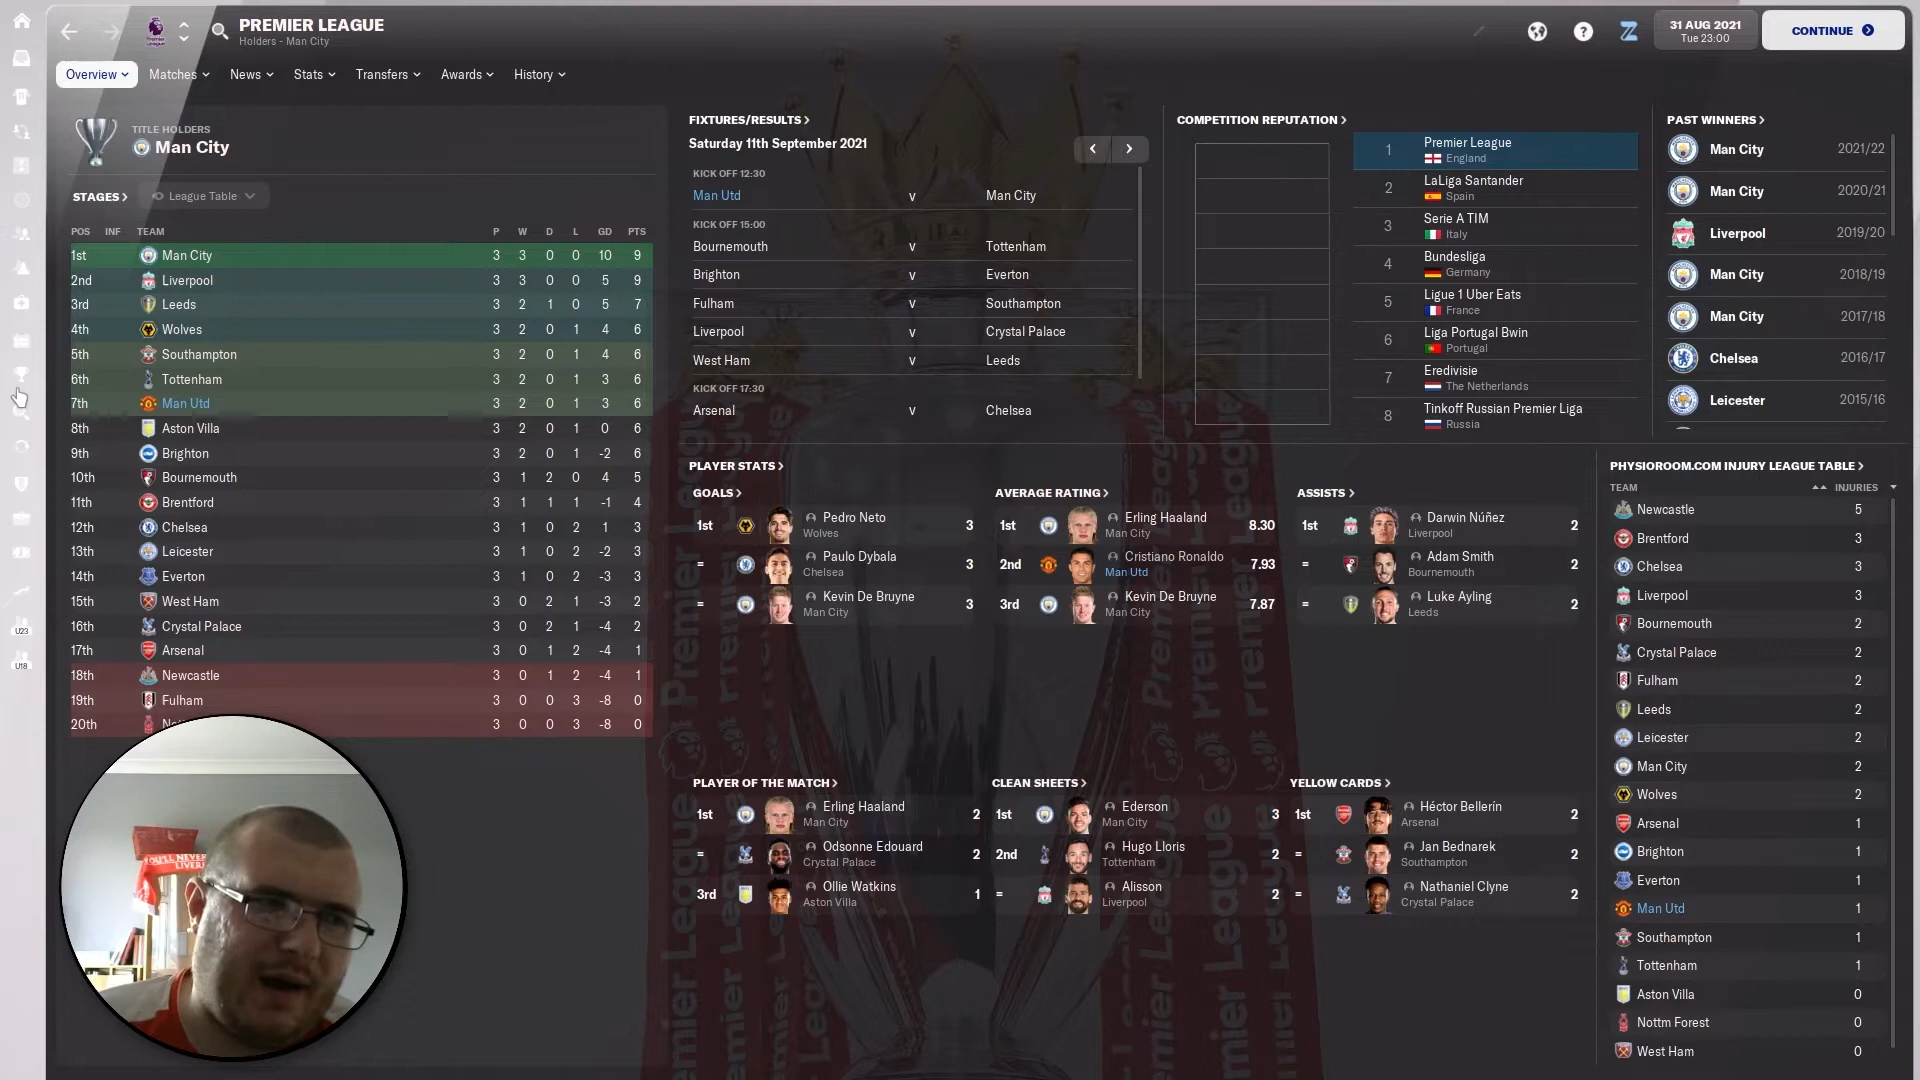 PREMIER LEAGUE
Holders - Man City
31 AUG 2021
Tue 23:00
CONTINUE
Overview
Matches
News
Stats
Transfers
Awards
History
TITLE HOLDERS
Man City
STAGES
League Table
POS INF TEAM P W D L GD PTS
1st Man City 3 3 0 0 10 9
2nd Liverpool 3 3 0 0 5 9
3rd Leeds 3 2 1 0 5 7
4th Wolves 3 2 0 1 4 6
5th Southampton 3 2 0 1 4 6
6th Tottenham 3 2 0 1 3 6
7th Man Utd 3 2 0 1 3 6
8th Aston Villa 3 2 0 1 0 6
9th Brighton 3 2 0 1 -2 6
10th Bournemouth 3 1 2 0 4 5
11th Brentford 3 1 1 1 -1 4
12th Chelsea 3 1 0 2 1 3
13th Leicester 3 1 0 2 -2 3
14th Everton 3 1 0 2 -3 3
15th West Ham 3 0 2 1 -3 2
16th Crystal Palace 3 0 2 1 -4 2
17th Arsenal 3 0 1 2 -4 1
18th Newcastle 3 0 1 2 -4 1
19th Fulham 3 0 0 3 -8 0
20th 3 0 0 3 -8 0
U23
U18
YOU'LL NEVER
FIXTURES/RESULTS
Saturday 11th September 2021
KICK OFF 12:30
Man Utd v Man City
KICK OFF 15:00
Bournemouth v Tottenham
Brighton v Everton
Fulham v Southampton
Liverpool v Crystal Palace
West Ham v Leeds
KICK OFF 17:30
Arsenal v Chelsea
COMPETITION REPUTATION
1 Premier League
England
2 LaLiga Santander
Spain
3 Serie A TIM
Italy
4 Bundesliga
Germany
5 Ligue 1 Uber Eats
France
6 Liga Portugal Bwin
Portugal
7 Eredivisie
The Netherlands
8 Tinkoff Russian Premier Liga
Russia
PAST WINNERS
Man City 2021/22
Man City 2020/21
Liverpool 2019/20
Man City 2018/19
Man City 2017/18
Chelsea 2016/17
Leicester 2015/16
PLAYER STATS
GOALS
1st Pedro Neto 3
Wolves
= Paulo Dybala 3
Chelsea
= Kevin De Bruyne 3
Man City
AVERAGE RATING
1st Erling Haaland 8.30
Man City
2nd Cristiano Ronaldo 7.93
Man Utd
3rd Kevin De Bruyne 7.87
Man City
ASSISTS
1st Darwin Núñez 2
Liverpool
= Adam Smith 2
Bournemouth
= Luke Ayling 2
Leeds
PLAYER OF THE MATCH
1st Erling Haaland 2
Man City
= Odsonne Edouard 2
Crystal Palace
3rd Ollie Watkins 1
Aston Villa
CLEAN SHEETS
1st Ederson 3
Man City
2nd Hugo Lloris 2
Tottenham
= Alisson 2
Liverpool
YELLOW CARDS
1st Héctor Bellerín 2
Arsenal
= Jan Bednarek 2
Southampton
= Nathaniel Clyne 2
Crystal Palace
PHYSIOROOM.COM INJURY LEAGUE TABLE
TEAM INJURIES
Newcastle 5
Brentford 3
Chelsea 3
Liverpool 3
Bournemouth 2
Crystal Palace 2
Fulham 2
Leeds 2
Leicester 2
Man City 2
Wolves 2
Arsenal 1
Brighton 1
Everton 1
Man Utd 1
Southampton 1
Tottenham 1
Aston Villa 0
Nottm Forest 0
West Ham 0